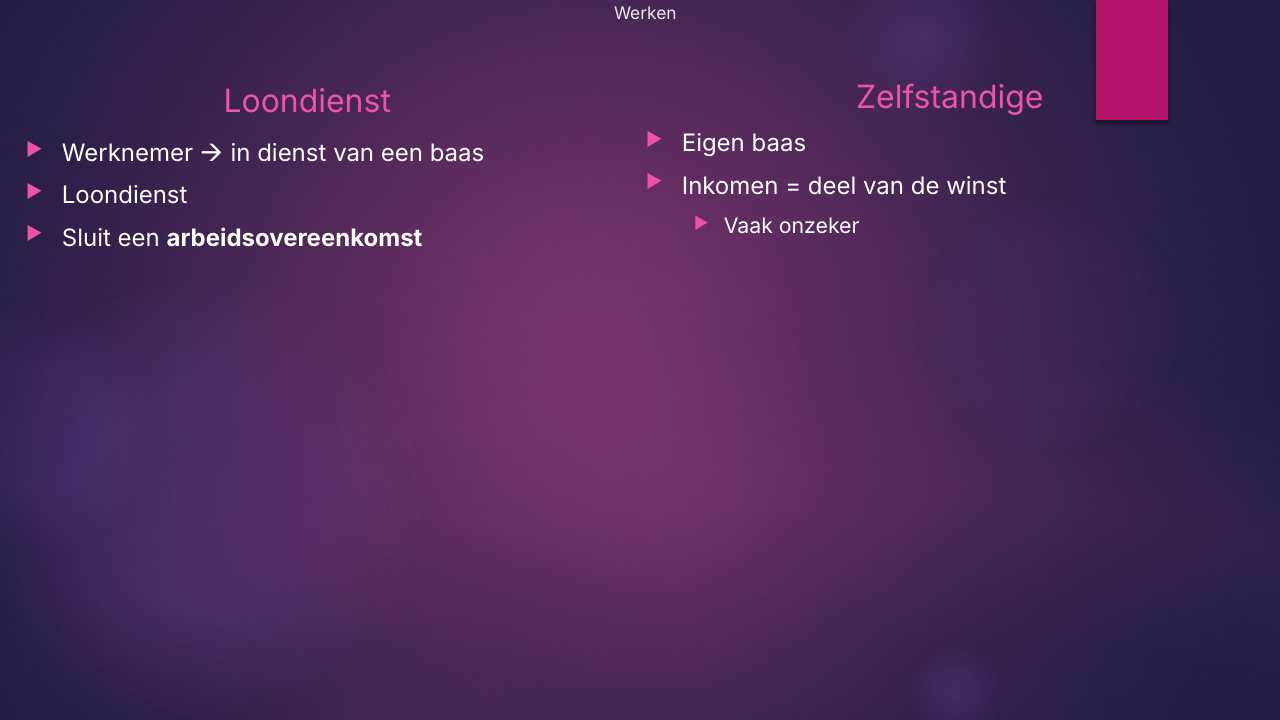 Werken
Loondienst
Werknemer → in dienst van een baas
Loondienst
Sluit een arbeidsovereenkomst
Zelfstandige
Eigen baas
Inkomen = deel van de winst
Vaak onzeker